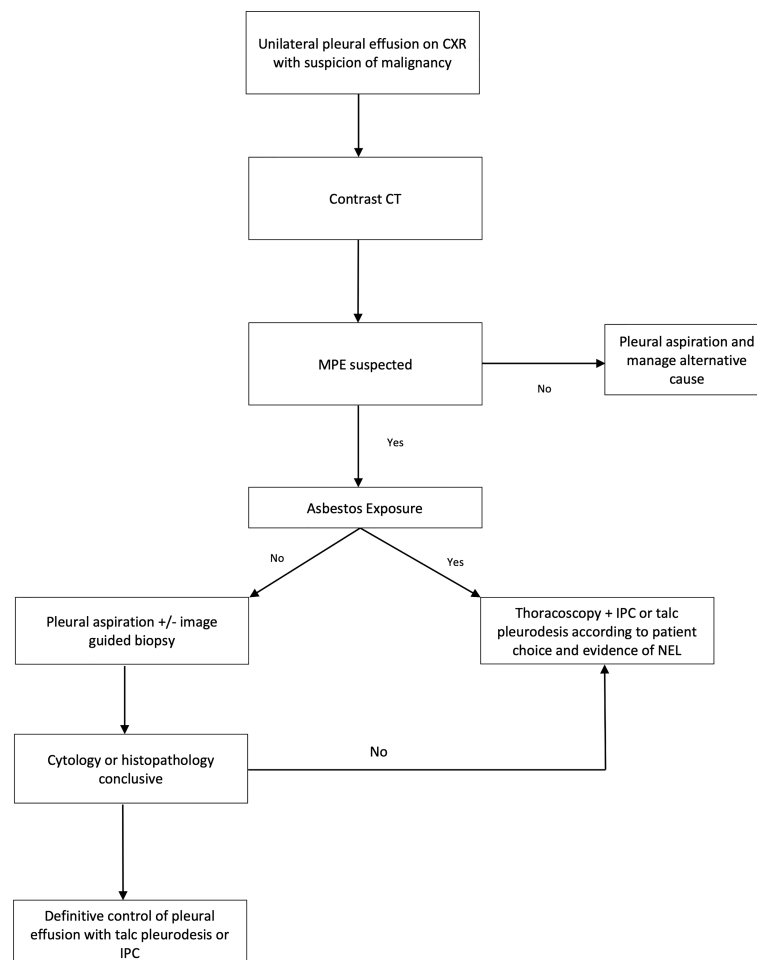 Unilateral pleural effusion on CXR
with suspicion of malignancy
Contrast CT
MPE suspected
No
Pleural aspiration and
manage alternative
cause
Yes
Asbestos Exposure
No
Yes
Pleural aspiration +/- image
guided biopsy
Thoracoscopy + IPC or talc
pleurodesis according to patient
choice and evidence of NEL
Cytology or histopathology
conclusive
No
Definitive control of pleural
effusion with talc pleurodesis or
IPC